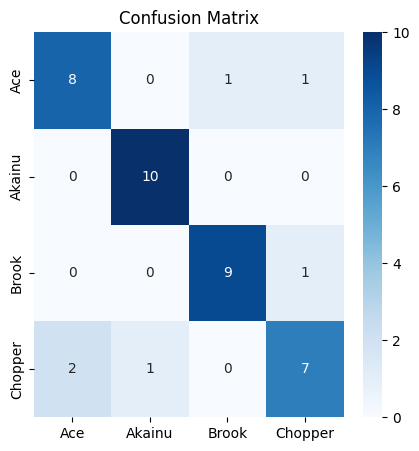 Confusion Matrix
Ace 8 0 1 1
Akainu 0 10 0 0
Brook 0 0 9 1
Chopper 2 1 0 7
Ace Akainu Brook Chopper
10
8
6
4
2
0